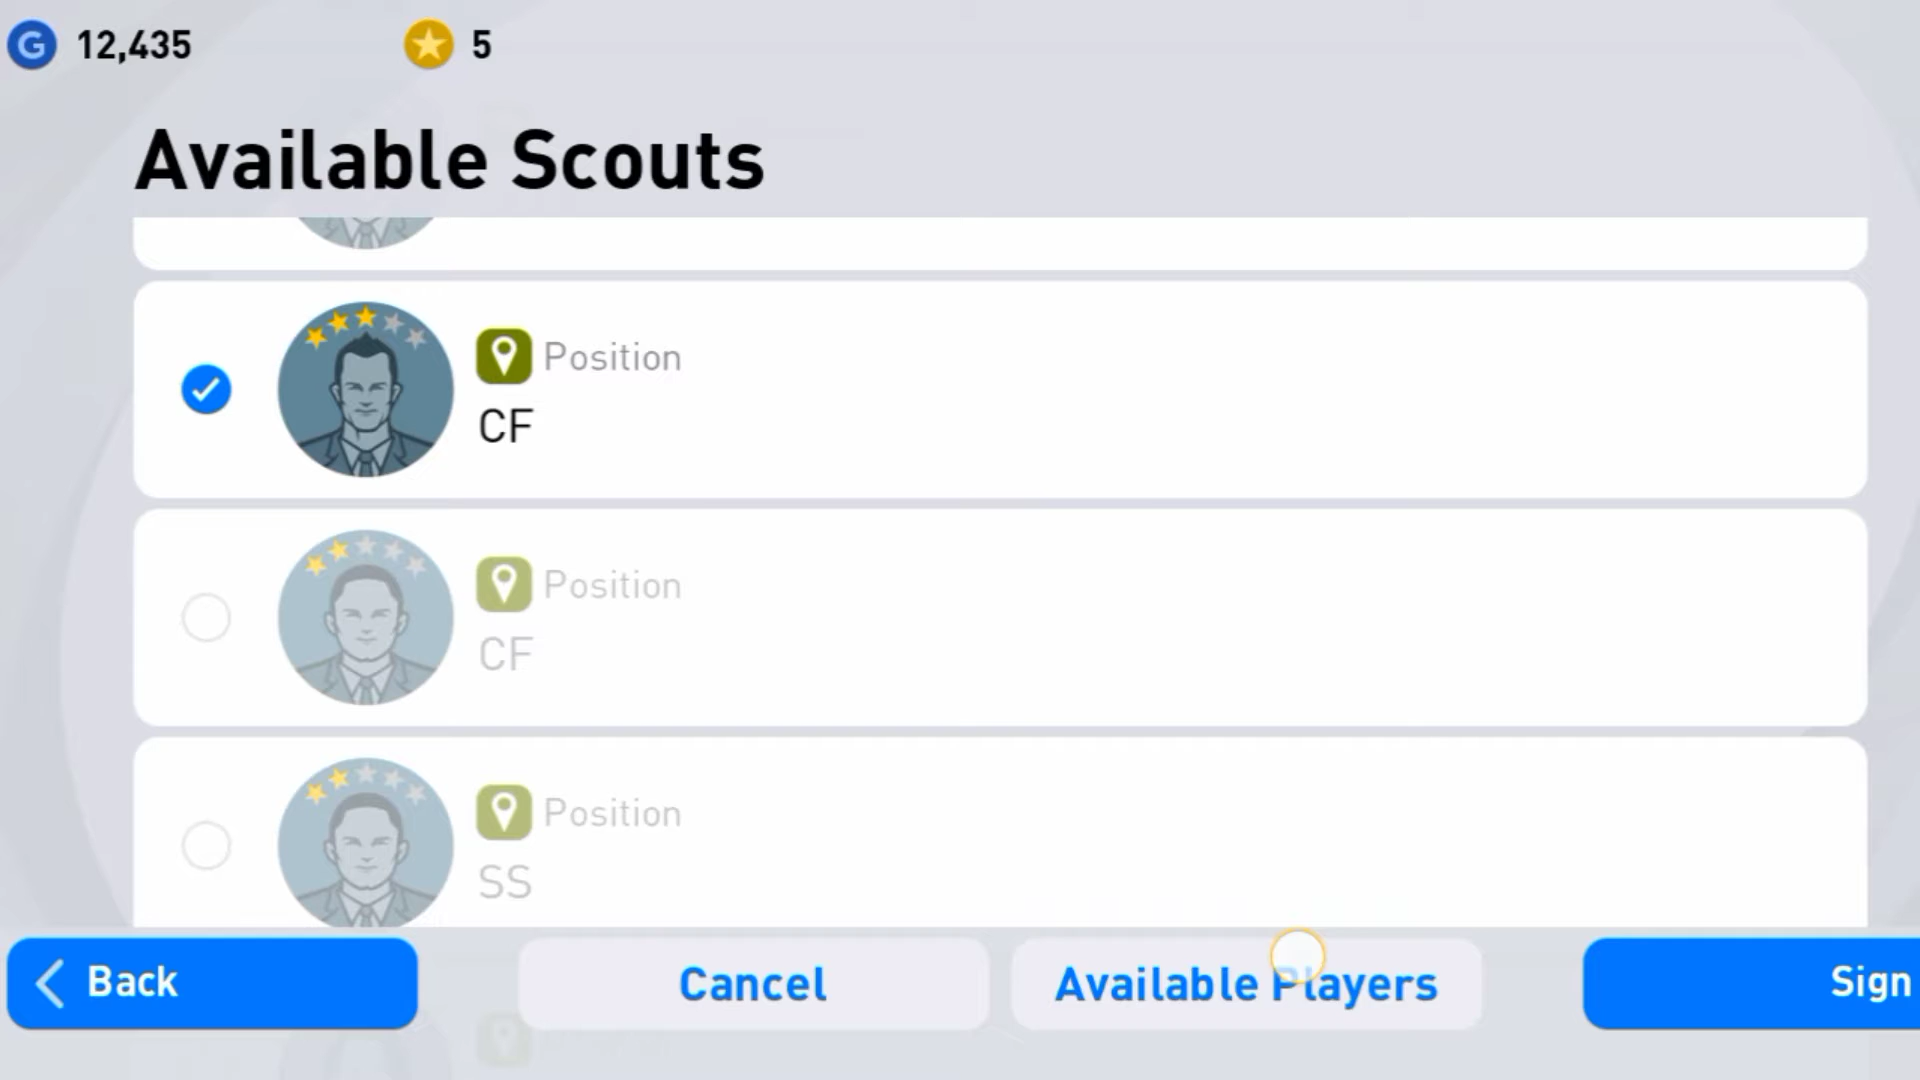 G 12,435 5
Available Scouts
Position
CF
Position
CF
Position
SS
Back Cancel Available Players Sign